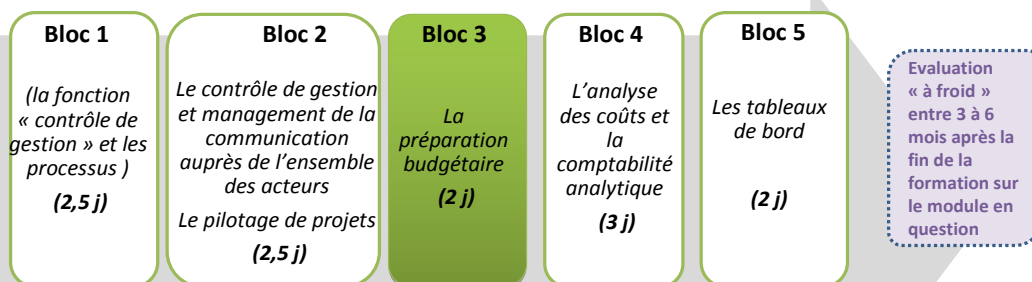 Bloc 1
(la fonction
« contrôle de
gestion » et les
processus )
(2,5 j)
Bloc 2
Le contrôle de gestion
et management de la
communication
auprès de l'ensemble
des acteurs
Le pilotage de projets
(2,5 j)
Bloc 3
La
préparation
budgétaire
(2 j)
Bloc 4
L'analyse
des coûts et
la
comptabilité
analytique
(3 j)
Bloc 5
Les tableaux
de bord
(2 j)
Evaluation
« à froid »
entre 3 à 6
mois après la
fin de la
formation sur
le module en
question